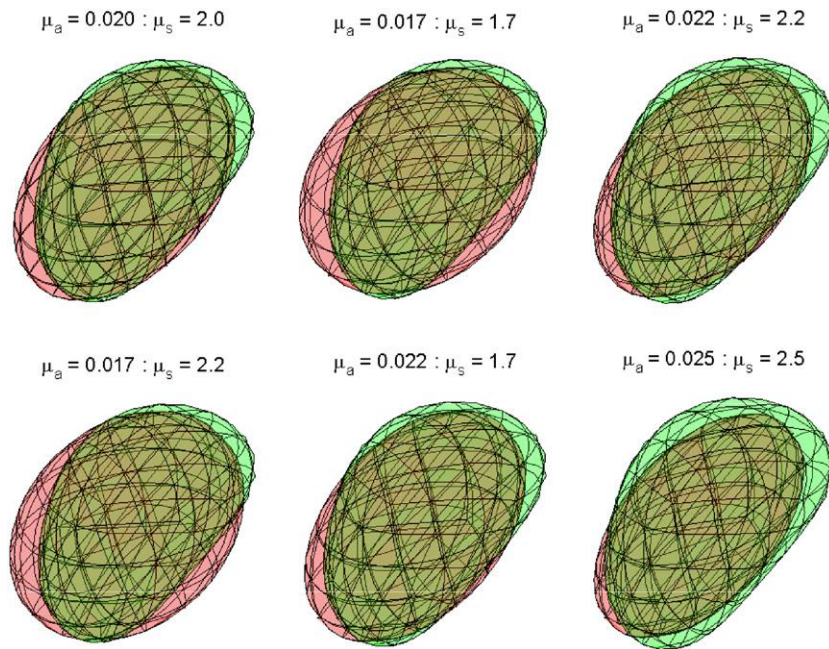 μₐ = 0.020 : μₛ = 2.0
μₐ = 0.017 : μₛ = 1.7
μₐ = 0.022 : μₛ = 2.2
μₐ = 0.017 : μₛ = 2.2
μₐ = 0.022 : μₛ = 1.7
μₐ = 0.025 : μₛ = 2.5